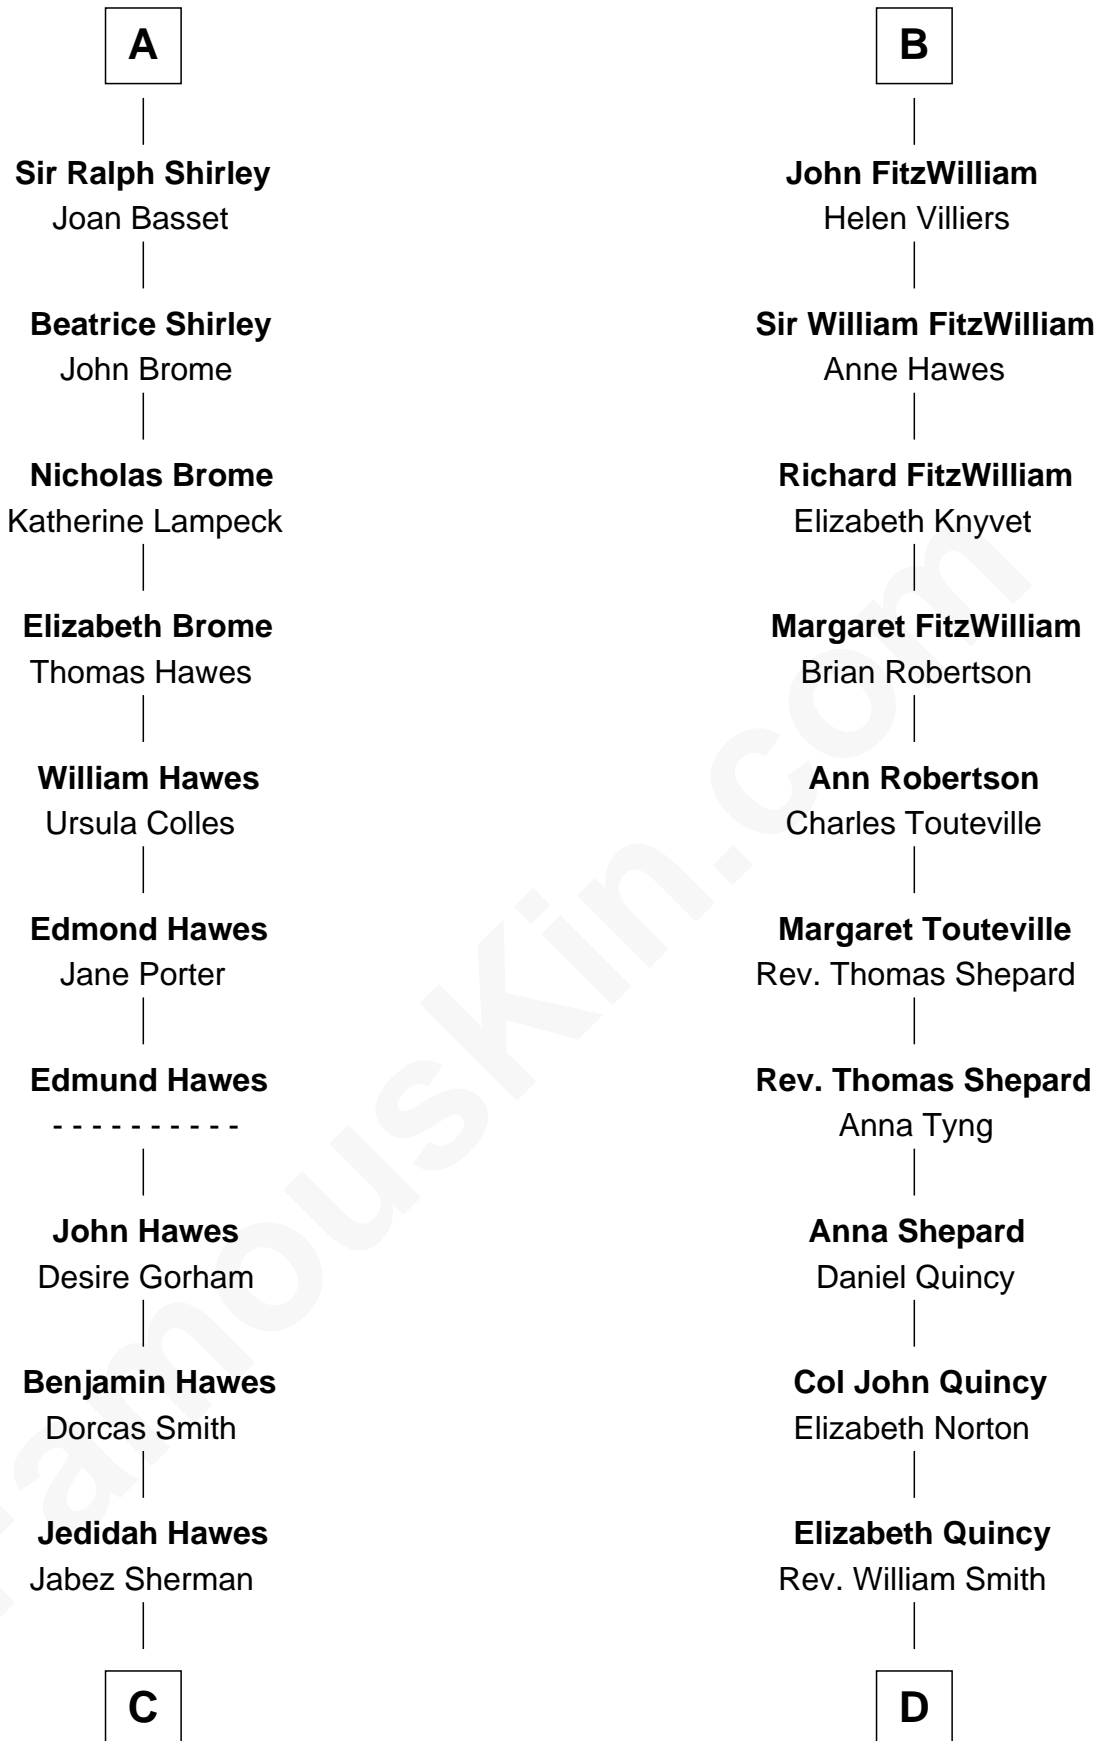 A
Sir Ralph Shirley
Joan Basset
Beatrice Shirley
John Brome
Nicholas Brome
Katherine Lampeck
Elizabeth Brome
Thomas Hawes
William Hawes
Ursula Colles
Edmond Hawes
Jane Porter
Edmund Hawes
- - - - - - - - - -
John Hawes
Desire Gorham
Benjamin Hawes
Dorcas Smith
Jedidah Hawes
Jabez Sherman
C
B
John FitzWilliam
Helen Villiers
Sir William FitzWilliam
Anne Hawes
Richard FitzWilliam
Elizabeth Knyvet
Margaret FitzWilliam
Brian Robertson
Ann Robertson
Charles Touteville
Margaret Touteville
Rev. Thomas Shepard
Rev. Thomas Shepard
Anna Tyng
Anna Shepard
Daniel Quincy
Col John Quincy
Elizabeth Norton
Elizabeth Quincy
Rev. William Smith
D
FamousKin.com